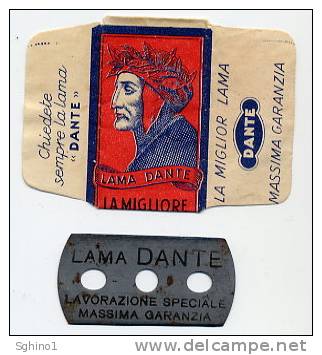 Chiedete
sempre la lama
“DANTE”
LAMA DANTE
LA MIGLIORE
LA MIGLIOR LAMA
DANTE
MASSIMA GARANZIA
LAMA DANTE
LAVORAZIONE SPECIALE
MASSIMA GARANZIA
Sghino1
delcampe.net